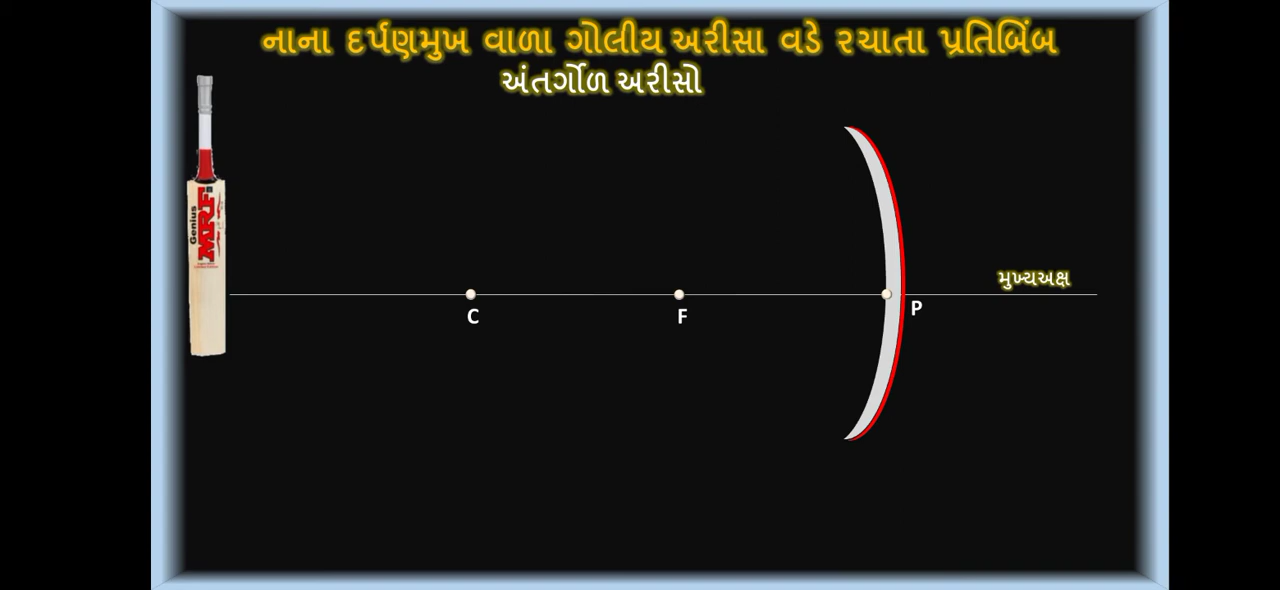 નાના દર્પણમુખ વાળા ગોલીય અરીસા વડે રચાતા પ્રતિબિંબ
અંતર્ગોળ અરીસો
Genius
MRF
મુખ્યઅક્ષ
C
F
P